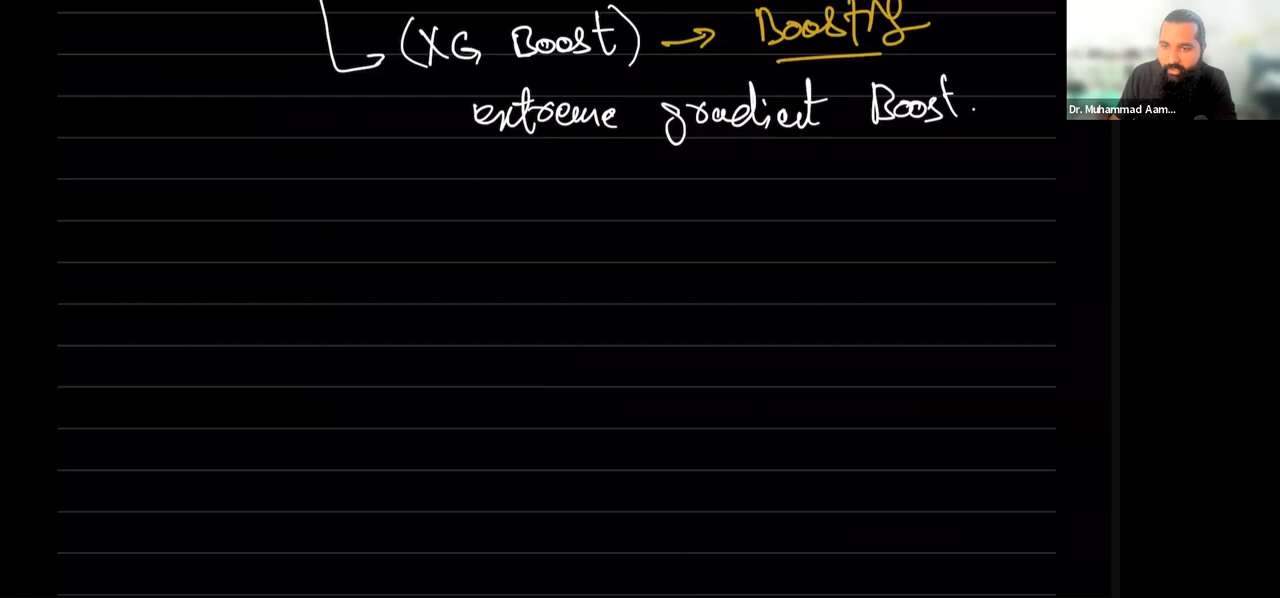 (XG Boost) → Boosting
extreme gradient Boost.
Dr. Muhammad Aam...